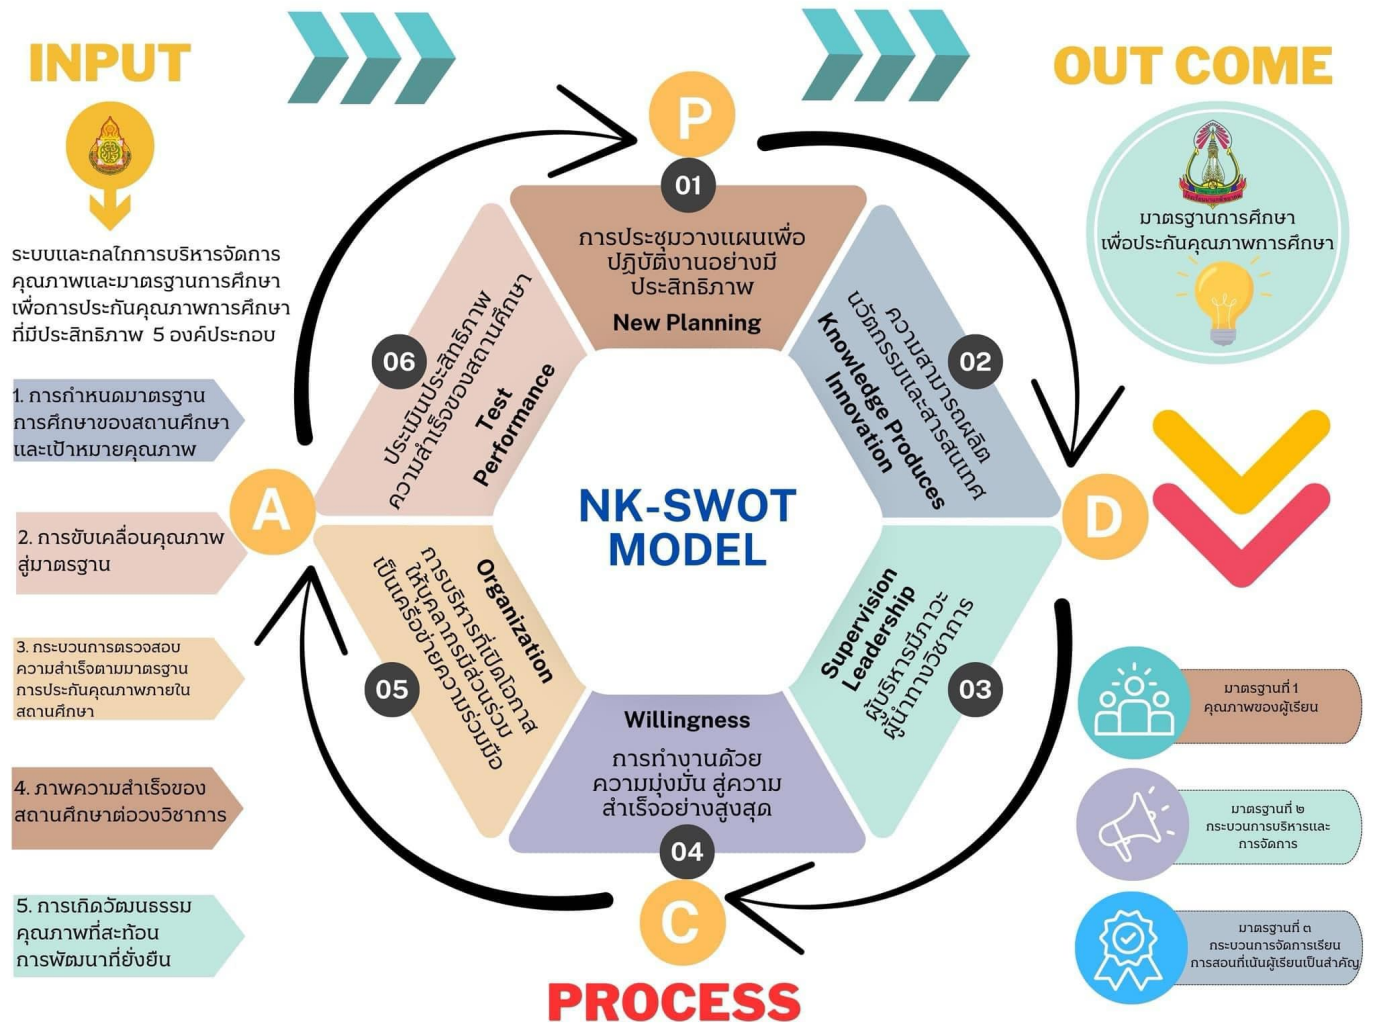 INPUT
ระบบและกลไกการบริหารจัดการ
คุณภาพและมาตรฐานการศึกษา
เพื่อการประกันคุณภาพการศึกษา
ที่มีประสิทธิภาพ 5 องค์ประกอบ
1. การกำหนดมาตรฐาน
การศึกษาของสถานศึกษา
และเป้าหมายคุณภาพ
2. การขับเคลื่อนคุณภาพ
สู่มาตรฐาน
3. กระบวนการตรวจสอบ
ความสำเร็จตามมาตรฐาน
การประกันคุณภาพภายใน
สถานศึกษา
4. ภาพความสำเร็จของ
สถานศึกษาต่อวงวิชาการ
5. การเกิดวัฒนธรรม
คุณภาพที่สะท้อน
การพัฒนาที่ยั่งยืน
P
01
การประชุมวางแผนเพื่อ
ปฏิบัติงานอย่างมี
ประสิทธิภาพ
New Planning
02
ความสามารถผลิต
นวัตกรรมและสารสนเทศ
Knowledge Produces
Innovation
D
Supervision
Leadership
ผู้บริหารมีภาวะ
ผู้นำทางวิชาการ
03
Willingness
การทำงานด้วย
ความมุ่งมั่น สู่ความ
สำเร็จอย่างสูงสุด
04
C
Organization
การบริหารที่เปิดโอกาส
ให้บุคลากรมีส่วนร่วม
เป็นเครือข่ายความร่วมมือ
05
A
06
ประเมินประสิทธิภาพ
ความสำเร็จของสถานศึกษา
Test
Performance
NK-SWOT
MODEL
PROCESS
OUT COME
มาตรฐานการศึกษา
เพื่อประกันคุณภาพการศึกษา
มาตรฐานที่ 1
คุณภาพของผู้เรียน
มาตรฐานที่ ๒
กระบวนการบริหารและ
การจัดการ
มาตรฐานที่ ๓
กระบวนการจัดการเรียน
การสอนที่เน้นผู้เรียนเป็นสำคัญ